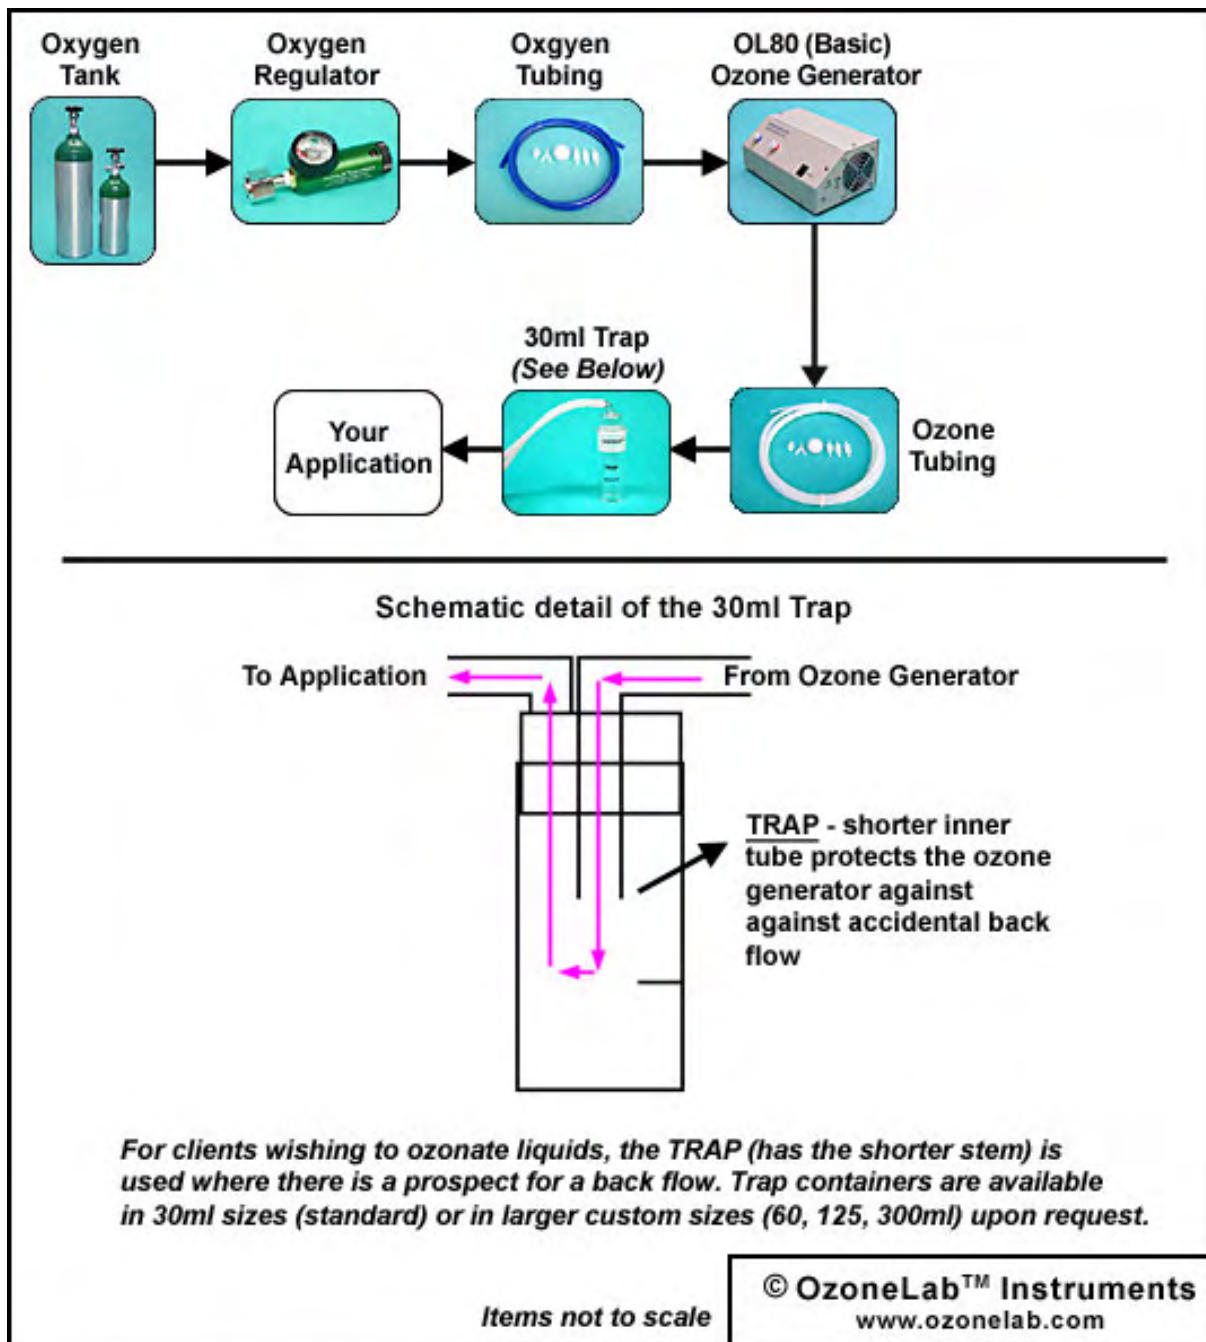 Oxygen
Tank
Oxygen
Regulator
Oxgyen
Tubing
OL80 (Basic)
Ozone Generator
30ml Trap
(See Below)
Your
Application
Ozone
Tubing
Schematic detail of the 30ml Trap
To Application
From Ozone Generator
TRAP - shorter inner
tube protects the ozone
generator against
against accidental back
flow
For clients wishing to ozonate liquids, the TRAP (has the shorter stem) is
used where there is a prospect for a back flow. Trap containers are available
in 30ml sizes (standard) or in larger custom sizes (60, 125, 300ml) upon request.
Items not to scale
© OzoneLab™ Instruments
www.ozonelab.com